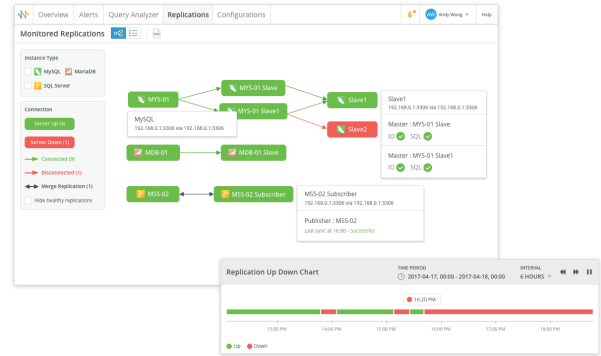 Overview Alerts Query Analyzer Replications Configurations
AW Andy Wong Help
Monitored Replications
Instance Type
MySQL MariaDB
SQL Server
Connection
Server Up (4)
Server Down (1)
Connected (9)
Disconnected (1)
Merge Replication (1)
Hide healthy replications
MYS-01
MYS-01 Slave
MYS-01 Slave1
Slave1
Slave2
MySQL
192.168.0.1:3306 via 192.168.0.1:3306
MDB-01
MDB-01 Slave
MSS-02
MSS-02 Subscriber
Slave1
192.168.0.1:3306 via 192.168.0.1:3306
Master : MYS-01 Slave
IO SQL
Master : MYS-01 Slave1
IO SQL
MSS-02 Subscriber
192.168.0.1:3306 via 192.168.0.1:3306
Publisher : MSS-02
Last sync at 16:00 - Successful
Replication Up Down Chart
TIME PERIOD
2017-04-17, 00:00 - 2017-04-18, 00:00
INTERVAL
6 HOURS
16:20 PM
13:00 PM 14:00 PM 15:00 PM 16:00 PM 17:00 PM 18:00 PM
Up Down